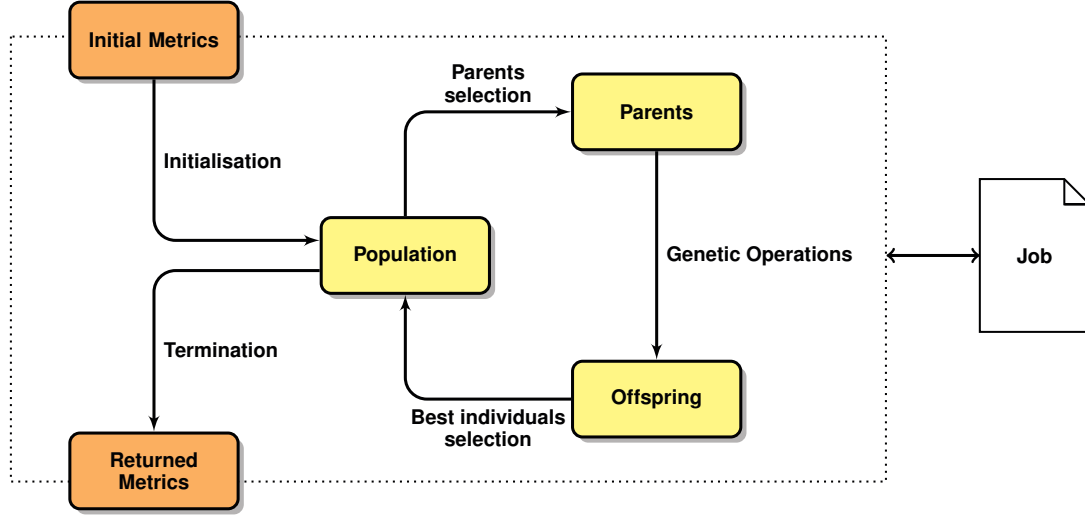 Initial Metrics
Parents
selection
Parents
Initialisation
Population
Genetic Operations
Job
Termination
Offspring
Best individuals
selection
Returned
Metrics